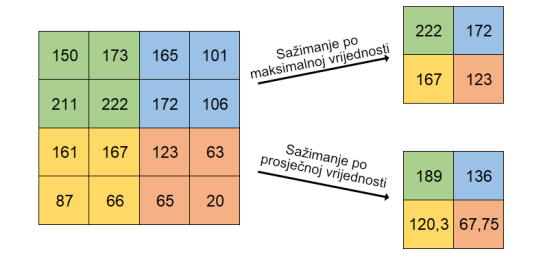 150 173 165 101
211 222 172 106
161 167 123 63
87 66 65 20
Sažimanje po
maksimalnoj vrijednosti
222 172
167 123
Sažimanje po
prosječnoj vrijednosti
189 136
120,3 67,75